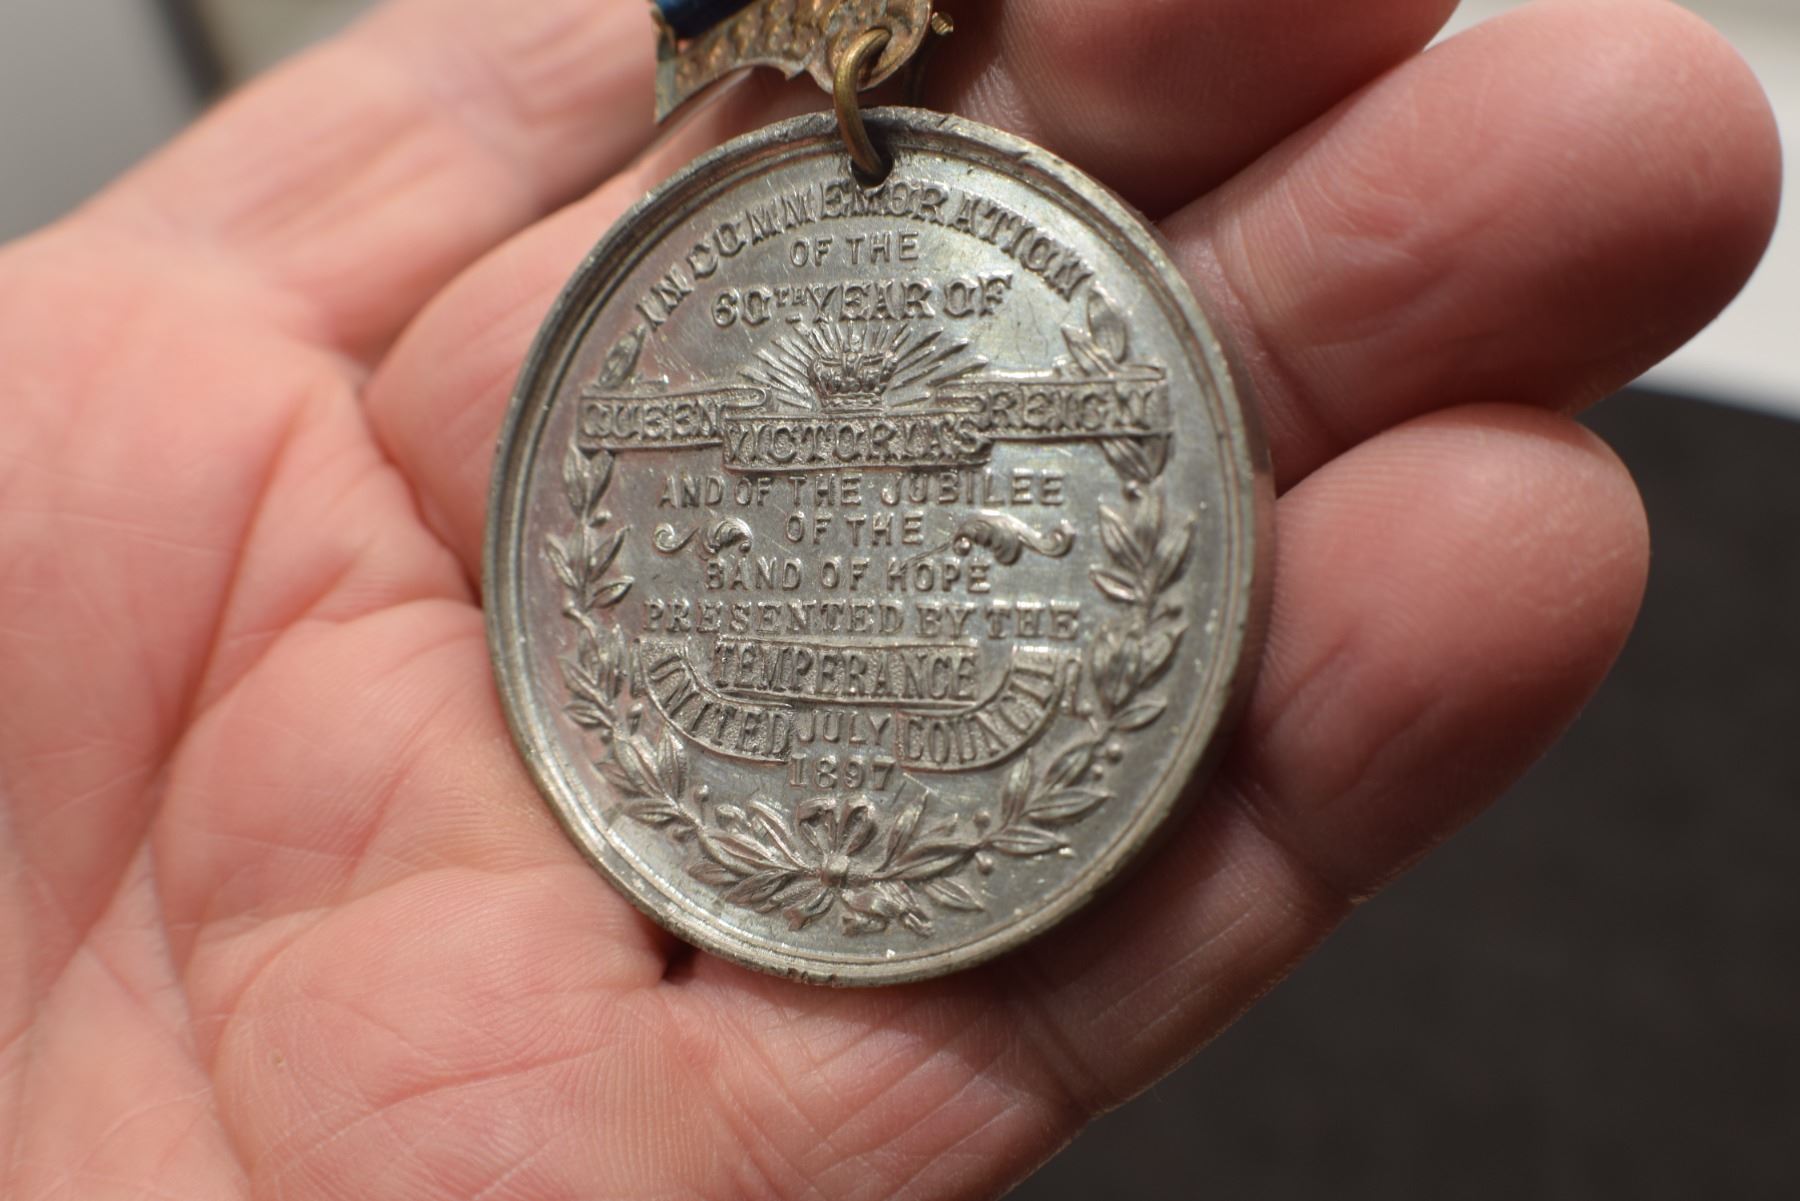 IN COMMEMORATION
OF THE
60TH YEAR OF
QUEEN VICTORIA'S REIGN
AND OF THE JUBILEE
OF THE
BAND OF HOPE
PRESENTED BY THE
TEMPERANCE
UNITED COUNCIL
JULY
1897